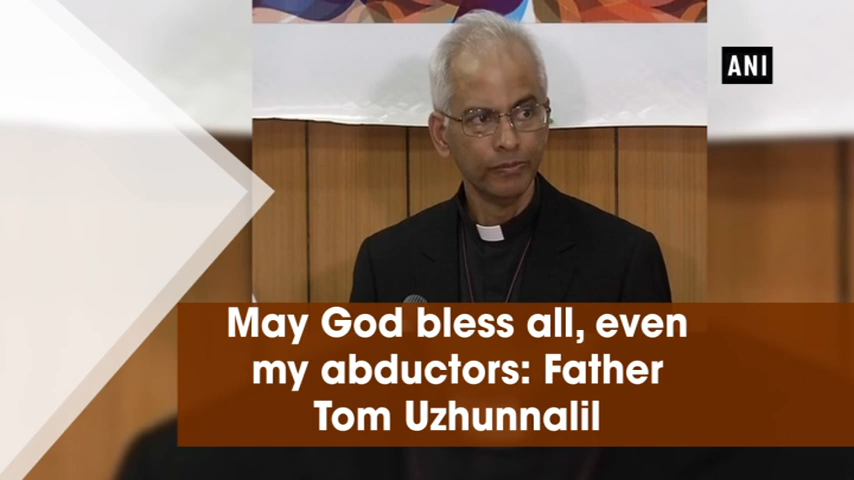 ANI
May God bless all, even
my abductors: Father
Tom Uzhunnalil